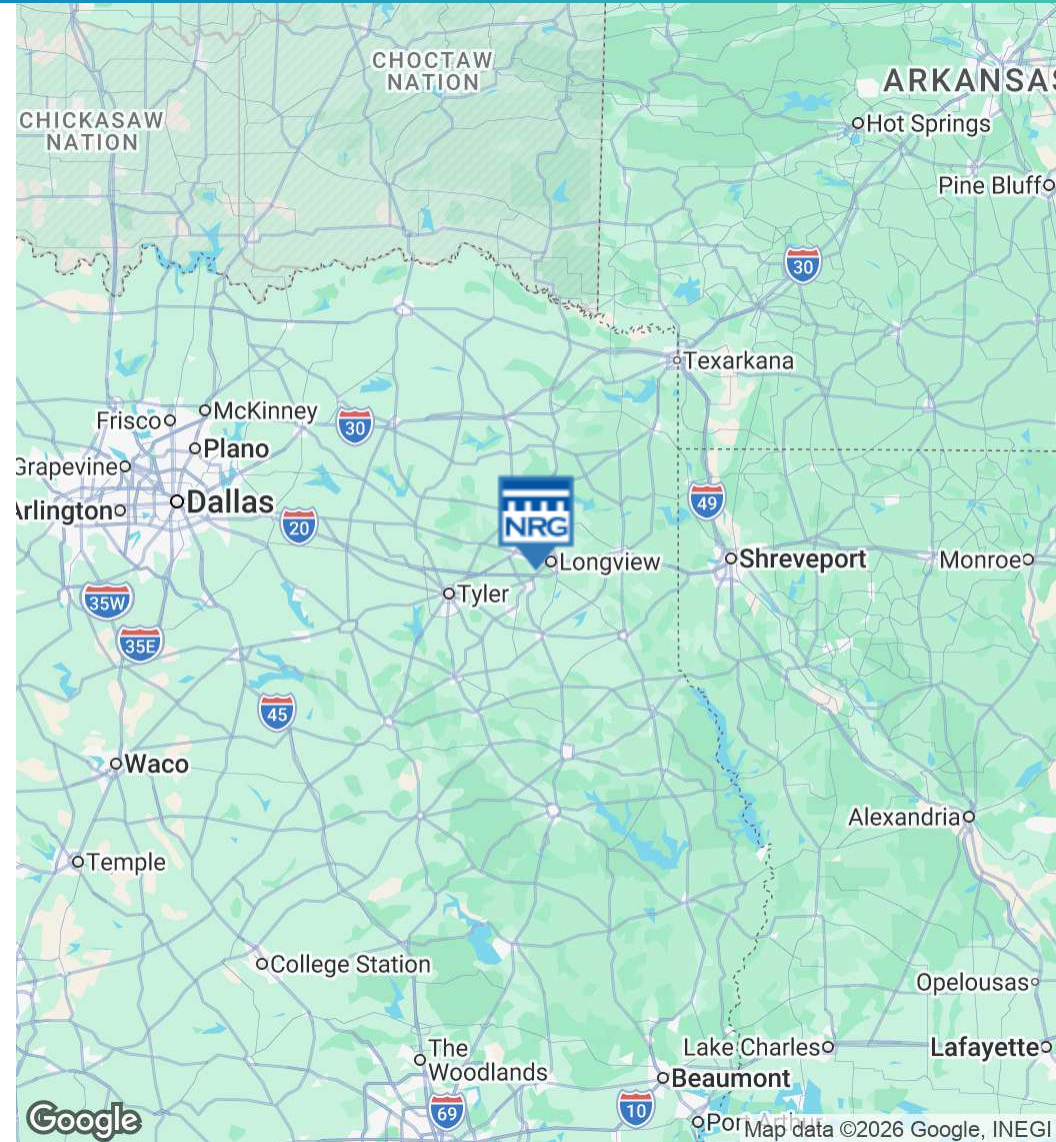 CHOCTAW
NATION
ARKANSAS
CHICKASAW
NATION
Hot Springs
Pine Bluff
30
Texarkana
McKinney
Frisco
30
Plano
Grapevine
Dallas
Arlington
49
20
NRG
Longview
Shreveport
Monroe
Tyler
35W
35E
45
Waco
Alexandria
Temple
College Station
Opelousas
The
Woodlands
Lake Charles
Lafayette
Beaumont
69
10
Port Arthur
Google
Map data ©2026 Google, INEGI